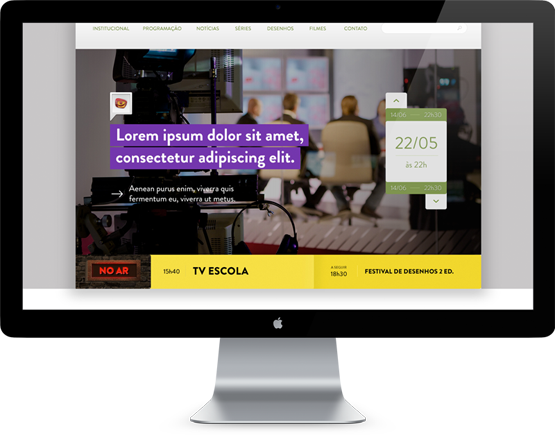 INSTITUCIONAL PROGRAMAÇÃO NOTÍCIAS SÉRIES DESENHOS FILMES CONTATO
Lorem ipsum dolor sit amet,
consectetur adipiscing elit.
Aenean purus enim, viverra quis
fermentum eu, viverra ut metus.
14/06 22h30
22/05
às 22h
14/06 22h30
NO AR 15h40 TV ESCOLA
A SEGUIR
18h30 FESTIVAL DE DESENHOS 2 ED.